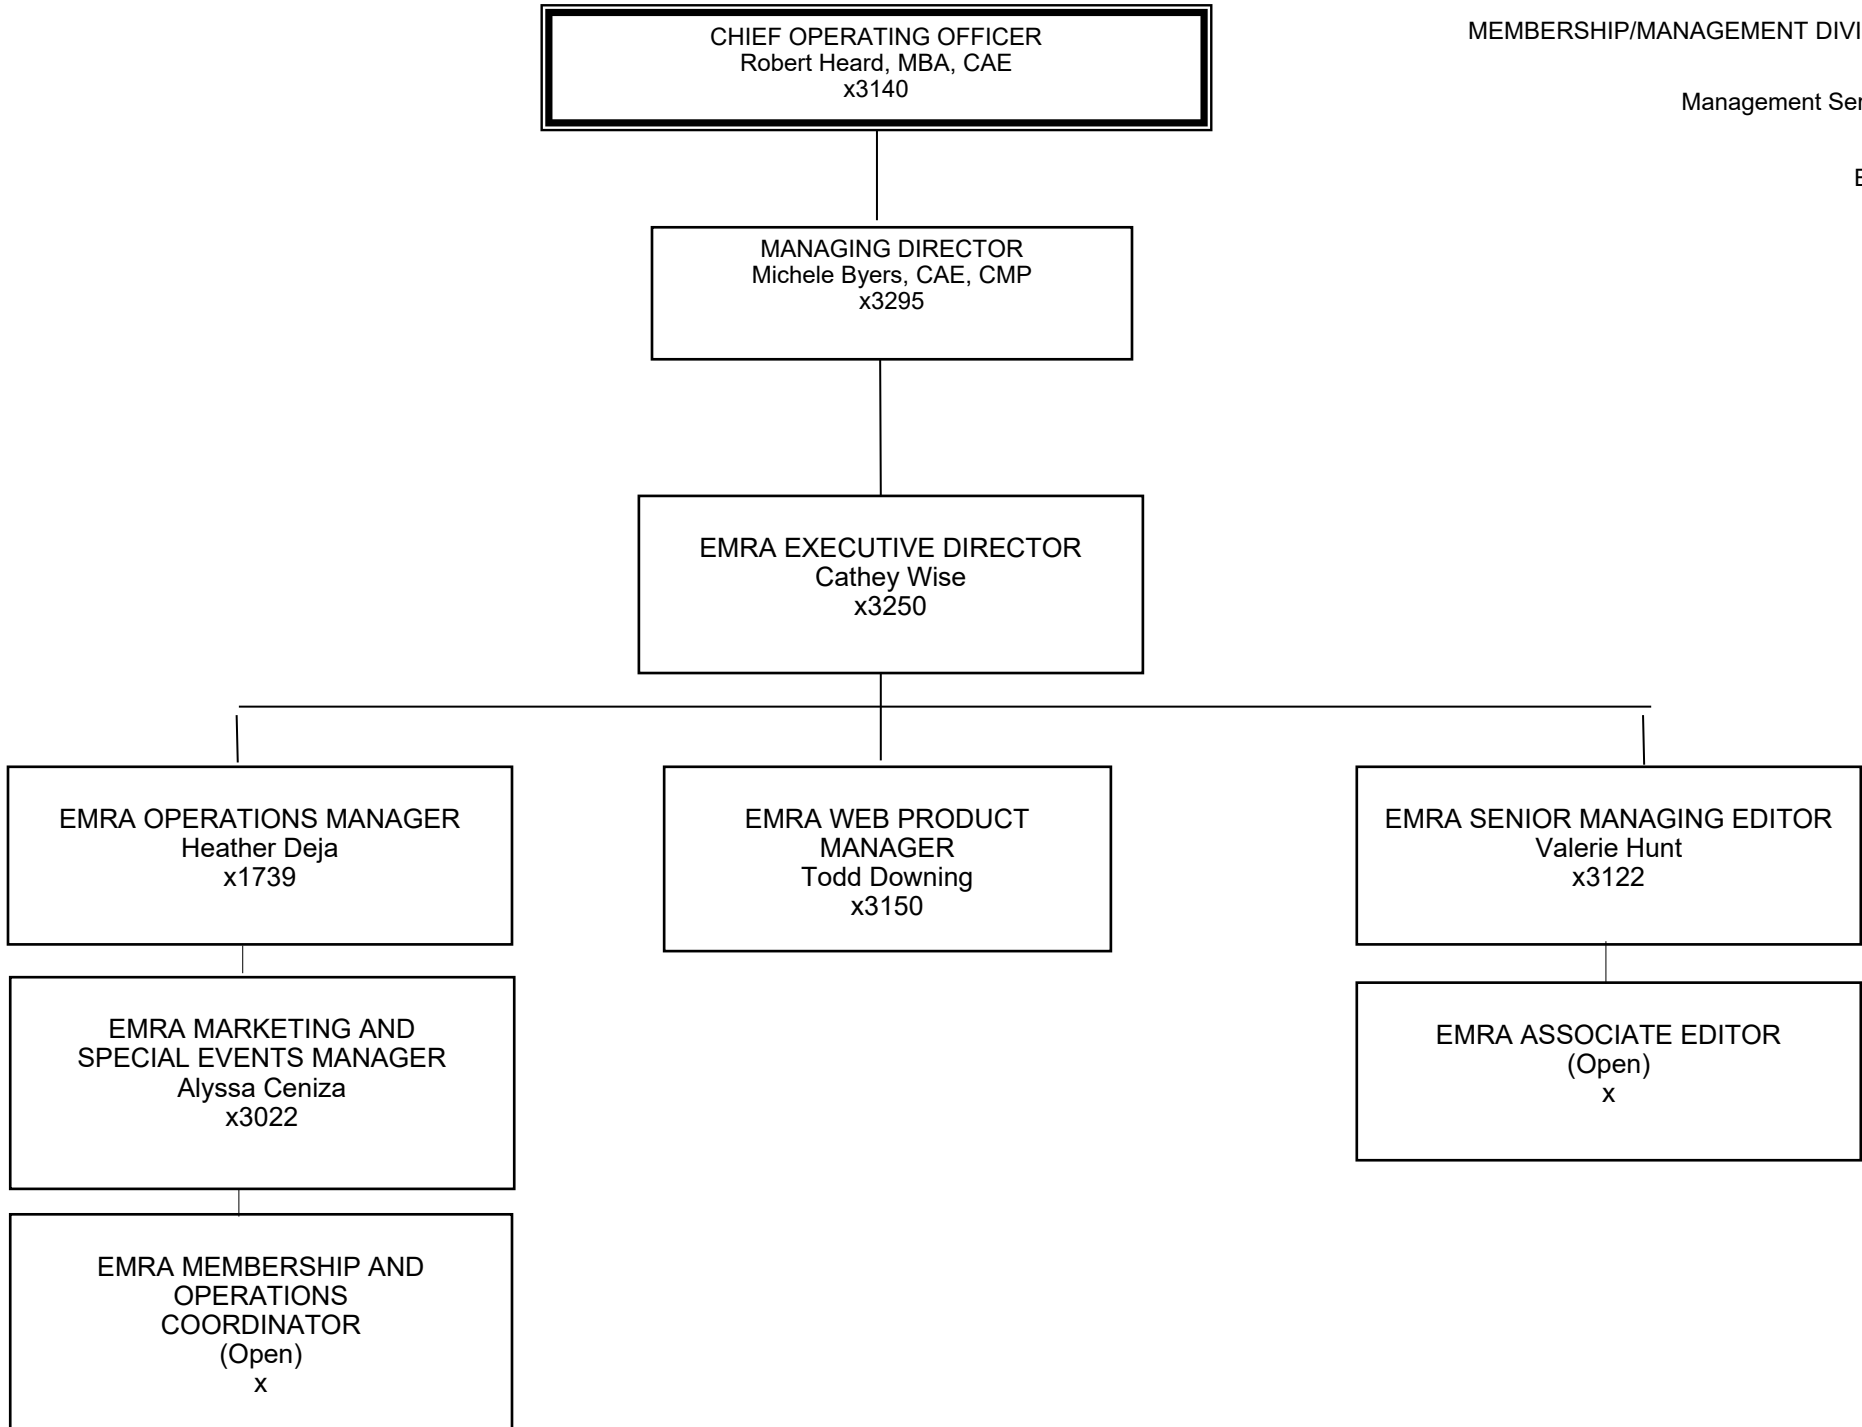 CHIEF OPERATING OFFICER
Robert Heard, MBA, CAE
x3140
MEMBERSHIP/MANAGEMENT DIVI
Management Ser
E
MANAGING DIRECTOR
Michele Byers, CAE, CMP
x3295
EMRA EXECUTIVE DIRECTOR
Cathey Wise
x3250
EMRA OPERATIONS MANAGER
Heather Deja
x1739
EMRA WEB PRODUCT
MANAGER
Todd Downing
x3150
EMRA SENIOR MANAGING EDITOR
Valerie Hunt
x3122
EMRA MARKETING AND
SPECIAL EVENTS MANAGER
Alyssa Ceniza
x3022
EMRA ASSOCIATE EDITOR
(Open)
x
EMRA MEMBERSHIP AND
OPERATIONS
COORDINATOR
(Open)
x